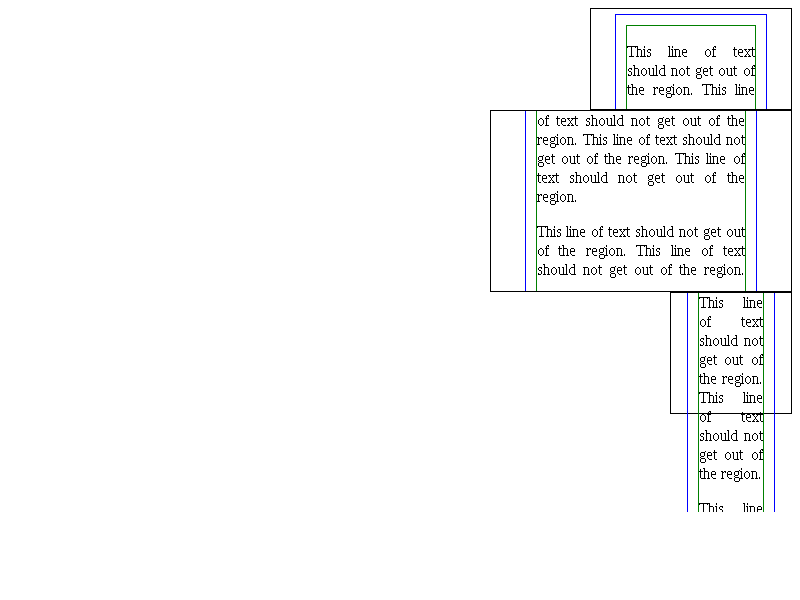 This line of text
should not get out of
the region. This line
of text should not get out of the
region. This line of text should not
get out of the region. This line of
text should not get out of the
region.
This line of text should not get out
of the region. This line of text
should not get out of the region.
This line
of text
should not
get out of
the region.
This line
of text
should not
get out of
the region.
This line